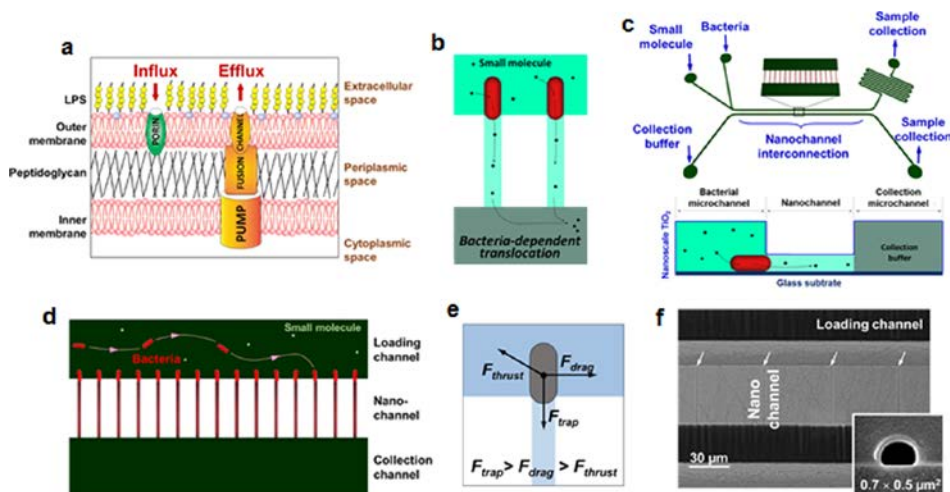 a
Influx
Efflux
LPS
Extracellular
space
Outer
membrane
PORIN
FUSION CHANNEL
Peptidoglycan
Periplasmic
space
PUMP
Inner
membrane
Cytoplasmic
space
b
Small molecule
Bacteria-dependent
translocation
c
Small
molecule
Bacteria
Sample
collection
Collection
buffer
Nanochannel
interconnection
Sample
collection
Bacterial
microchannel
Nanochannel
Collection
microchannel
Nanoscale TiO2
Collection
buffer
Glass subtrate
d
Small molecule
Bacteria
Loading
channel
Nano-
channel
Collection
channel
e
Fthrust
Fdrag
Ftrap
Ftrap> Fdrag > Fthrust
f
Loading channel
Nano
channel
30 μm
0.7 × 0.5 μm²